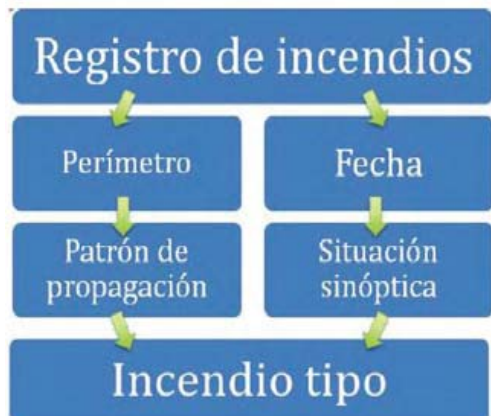 Registro de incendios
Perímetro
Fecha
Patrón de
propagación
Situación
sinóptica
Incendio tipo